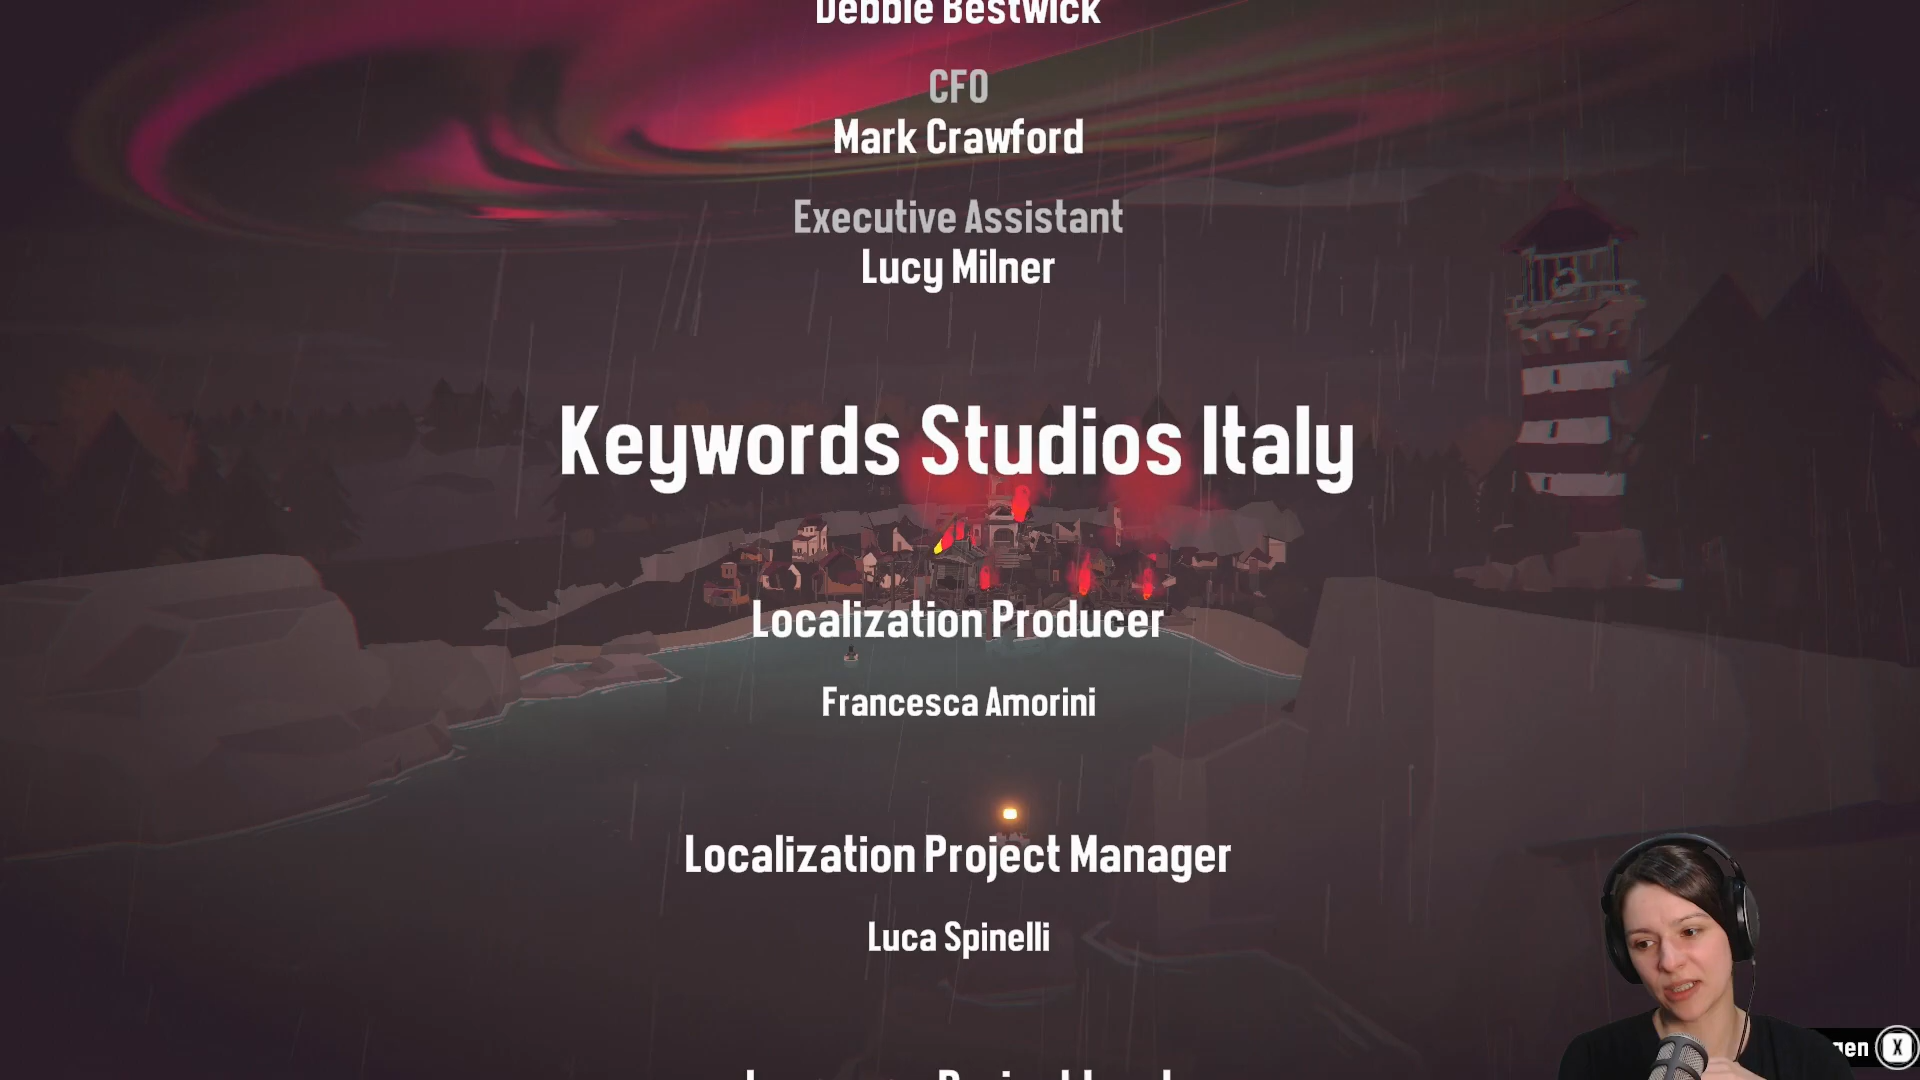 Debbie Bestwick
CFO
Mark Crawford
Executive Assistant
Lucy Milner
Keywords Studios Italy
Localization Producer
Francesca Amorini
Localization Project Manager
Luca Spinelli
X